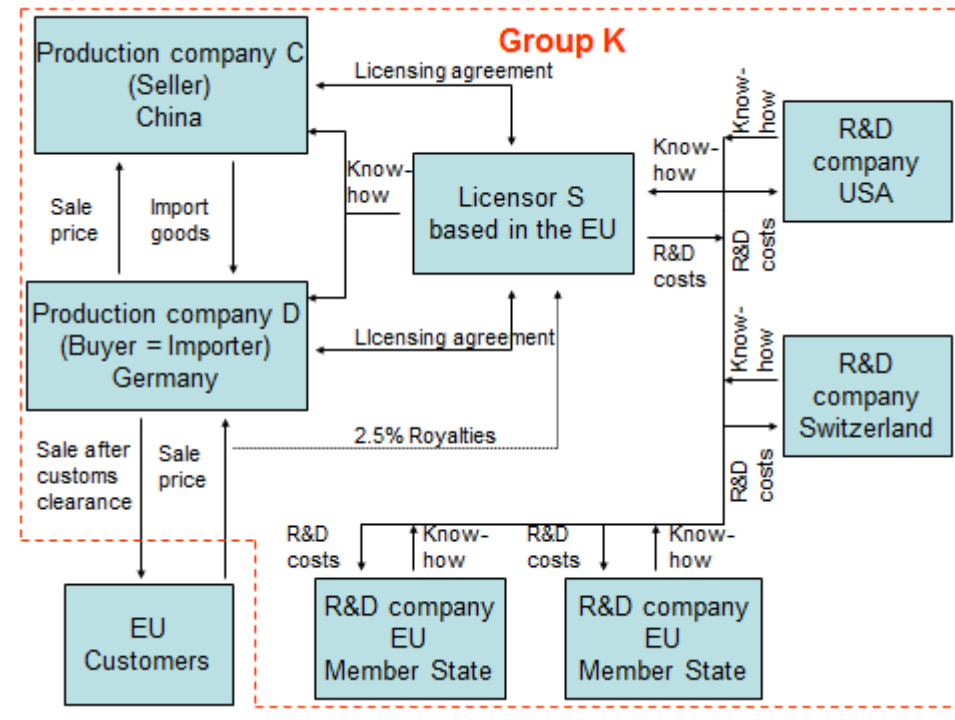 Group K
Production company C
(Seller)
China
Licensing agreement
Know-
how
R&D
company
USA
Know-
how
Know-
how
Licensor S
based in the EU
Sale
price
Import
goods
R&D
costs
R&D
costs
Production company D
(Buyer = Importer)
Germany
LIcensing agreement
Know-
how
R&D
company
Switzerland
2.5% Royalties
Sale after
customs
clearance
Sale
price
R&D
costs
R&D
costs
Know-
how
R&D
costs
Know-
how
EU
Customers
R&D company
EU
Member State
R&D company
EU
Member State